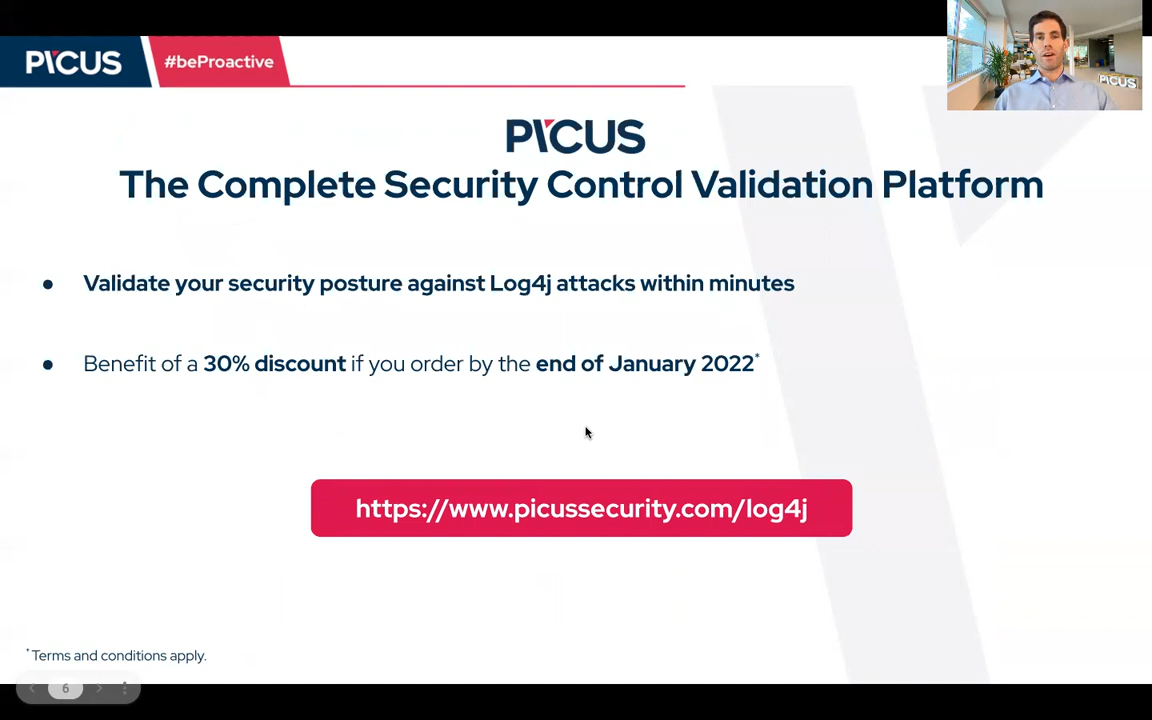 PICUS
#beProactive
PICUS
PICUS
The Complete Security Control Validation Platform
● Validate your security posture against Log4j attacks within minutes
● Benefit of a 30% discount if you order by the end of January 2022*
https://www.picussecurity.com/log4j
*Terms and conditions apply.
6